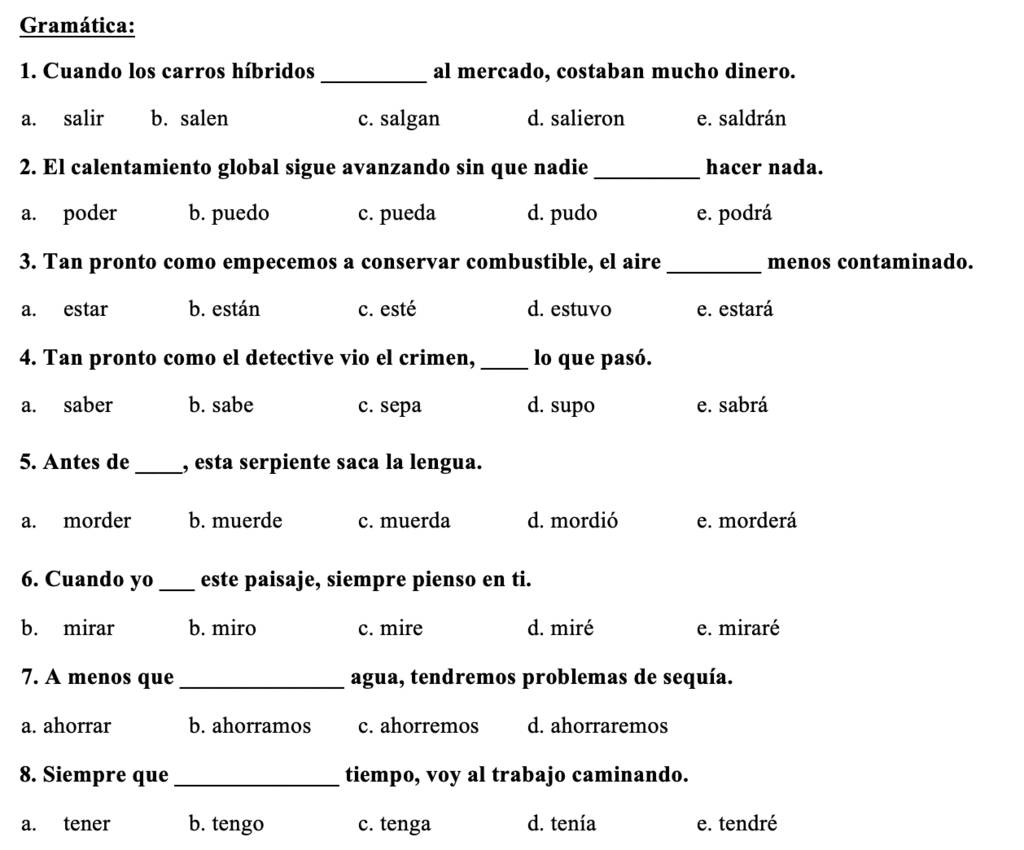 Gramática:
1. Cuando los carros híbridos _________ al mercado, costaban mucho dinero.
a. salir b. salen c. salgan d. salieron e. saldrán
2. El calentamiento global sigue avanzando sin que nadie _________ hacer nada.
a. poder b. puedo c. pueda d. pudo e. podrá
3. Tan pronto como empecemos a conservar combustible, el aire ________ menos contaminado.
a. estar b. están c. esté d. estuvo e. estará
4. Tan pronto como el detective vio el crimen, ____ lo que pasó.
a. saber b. sabe c. sepa d. supo e. sabrá
5. Antes de ____, esta serpiente saca la lengua.
a. morder b. muerde c. muerda d. mordió e. morderá
6. Cuando yo ___ este paisaje, siempre pienso en ti.
b. mirar b. miro c. mire d. miré e. miraré
7. A menos que ______________ agua, tendremos problemas de sequía.
a. ahorrar b. ahorramos c. ahorremos d. ahorraremos
8. Siempre que ______________ tiempo, voy al trabajo caminando.
a. tener b. tengo c. tenga d. tenía e. tendré